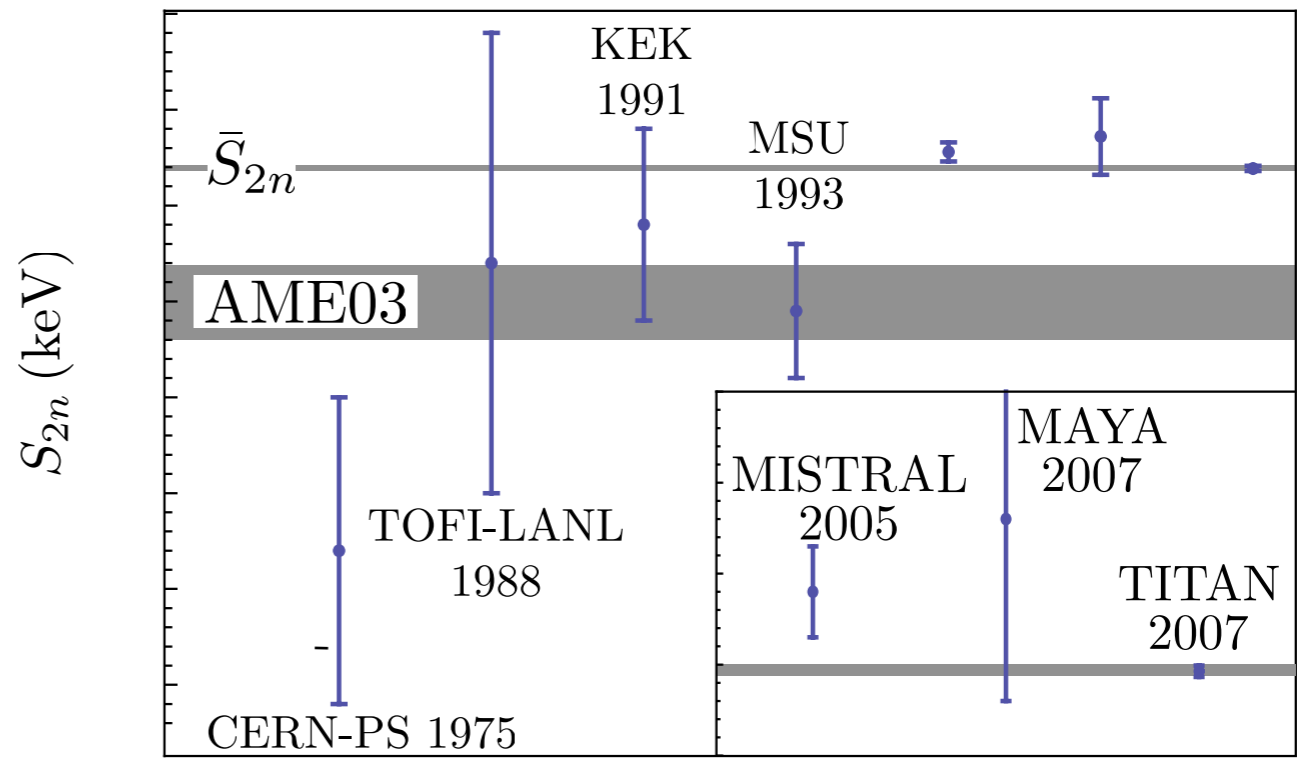 KEK
1991
MSU
1993
S̄₂ₙ
AME03
S₂ₙ (keV)
TOFI-LANL
1988
CERN-PS 1975
MISTRAL
2005
MAYA
2007
TITAN
2007